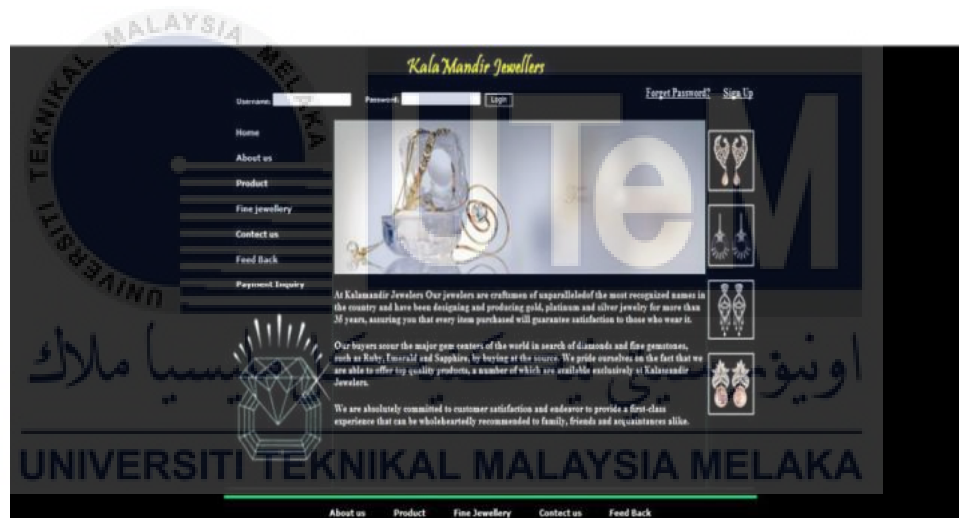 UNIVERSITI TEKNIKAL MALAYSIA MELAKA
Kala Mandir Jewellers
Username: Password: Login
Forget Password? Sign Up
Home
About us
Product
Fine jewellery
Contect us
Feed Back
Payment Inquiry
UTeM
At Kalamandir Jewelers Our jewelers are craftsmen of unparalleledof the most recognized names in
the country and have been designing and producing gold, platinum and silver jewelry for more than
38 years, assuring you that every item purchased will guarantee satisfaction to those who wear it.
Our buyers scour the major gem centers of the world in search of diamonds and fine gemstones,
such as Ruby, Emerald and Sapphire, by buying at the source. We pride ourselves on the fact that we
are able to offer top quality products, a number of which are available exclusively at Kalamandir
Jewelers.
We are absolutely committed to customer satisfaction and endeavor to provide a first-class
experience that can be wholeheartedly recommended to family, friends and acquaintances alike.
مليسيا ملاك
UNIVERSITI TEKNIKAL MALAYSIA MELAKA
About us Product Fine Jewellery Contect us Feed Back